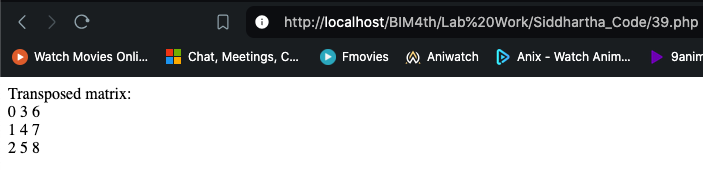 http://localhost/BIM4th/Lab%20Work/Siddhartha_Code/39.php
Watch Movies Onli... Chat, Meetings, C... Fmovies Aniwatch Anix - Watch Anim... 9anim
Transposed matrix:
0 3 6
1 4 7
2 5 8